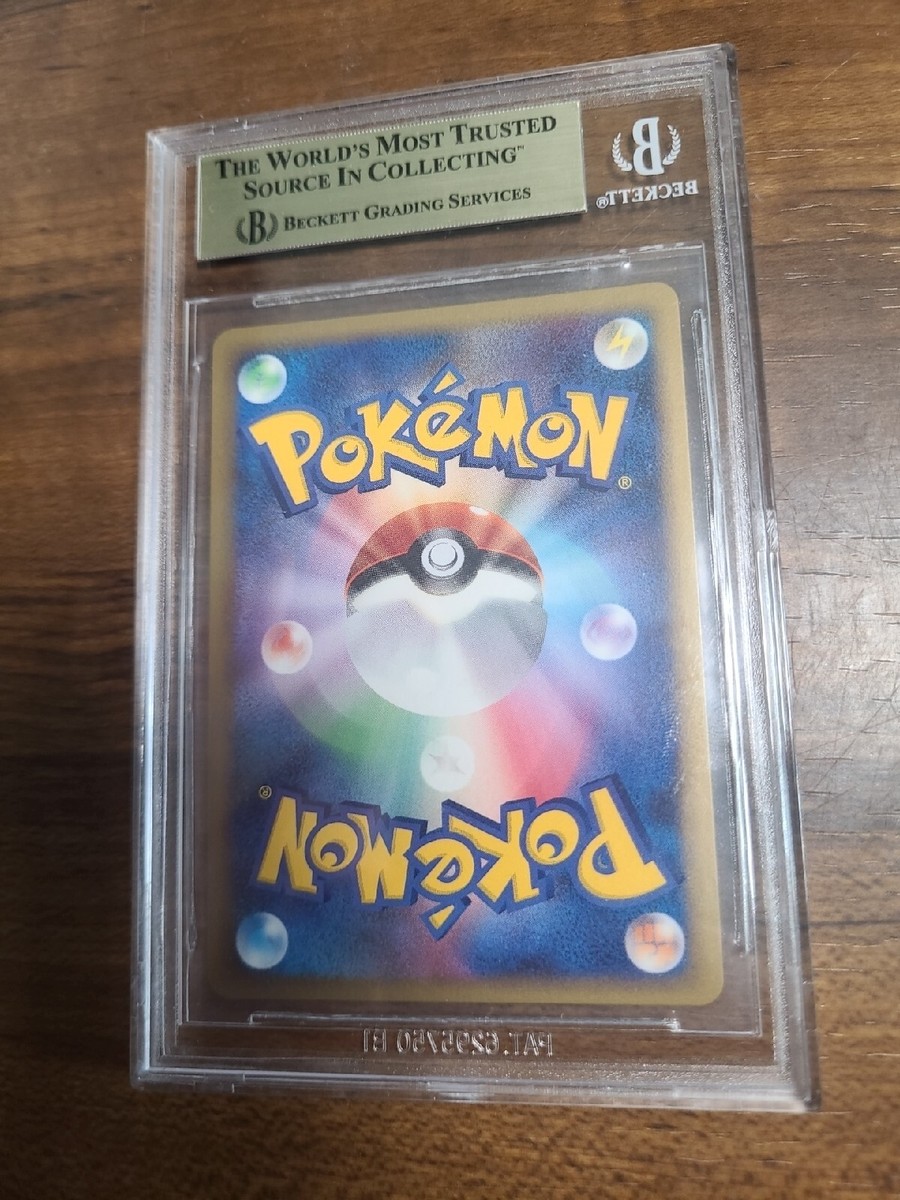 THE WORLD'S MOST TRUSTED
SOURCE IN COLLECTING™
B BECKETT GRADING SERVICES
B
BECKETT®
POKéMON®
POKéMON®
PAT. 6295750 B1